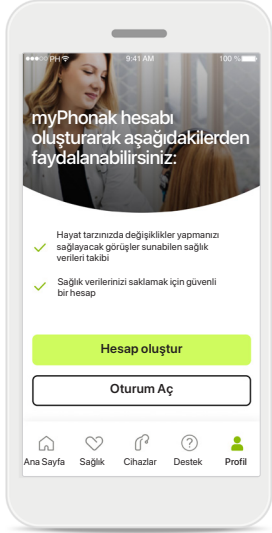 PH 9:41 AM 100 %
myPhonak hesabı
oluşturarak aşağıdakilerden
faydalanabilirsiniz:
Hayat tarzınızda değişiklikler yapmanızı
sağlayacak görüşler sunabilen sağlık
verileri takibi
Sağlık verilerinizi saklamak için güvenli
bir hesap
Hesap oluştur
Oturum Aç
Ana Sayfa Sağlık Cihazlar Destek Profil